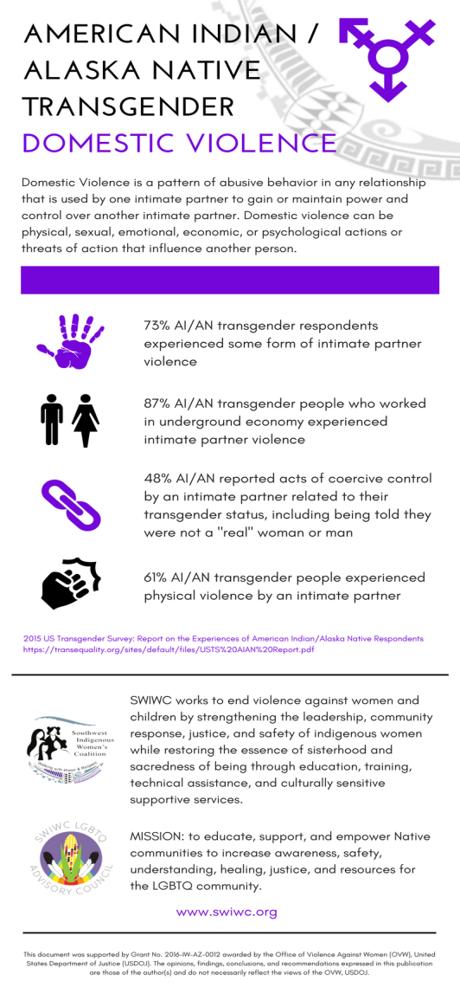 AMERICAN INDIAN /
ALASKA NATIVE
TRANSGENDER
DOMESTIC VIOLENCE
Domestic Violence is a pattern of abusive behavior in any relationship
that is used by one intimate partner to gain or maintain power and
control over another intimate partner. Domestic violence can be
physical, sexual, emotional, economic, or psychological actions or
threats of action that influence another person.
73% AI/AN transgender respondents
experienced some form of intimate partner
violence
87% AI/AN transgender people who worked
in underground economy experienced
intimate partner violence
48% AI/AN reported acts of coercive control
by an intimate partner related to their
transgender status, including being told they
were not a "real" woman or man
61% AI/AN transgender people experienced
physical violence by an intimate partner
2015 US Transgender Survey: Report on the Experiences of American Indian/Alaska Native Respondents
https://transequality.org/sites/default/files/USTS%20AIAN%20Report.pdf
Southwest
Indigenous
Women's
Coalition
Walking with Honor & Respect
SWIWC works to end violence against women and
children by strengthening the leadership, community
response, justice, and safety of indigenous women
while restoring the essence of sisterhood and
sacredness of being through education, training,
technical assistance, and culturally sensitive
supportive services.
SWIWC LGBTQ
ADVISORY COUNCIL
MISSION: to educate, support, and empower Native
communities to increase awareness, safety,
understanding, healing, justice, and resources for
the LGBTQ community.
www.swiwc.org
This document was supported by Grant No. 2016-IW-AZ-0012 awarded by the Office of Violence Against Women (OVW), United
States Department of Justice (USDOJ). The opinions, findings, conclusions, and recommendations expressed in this publication
are those of the author(s) and do not necessarily reflect the views of the OVW, USDOJ.